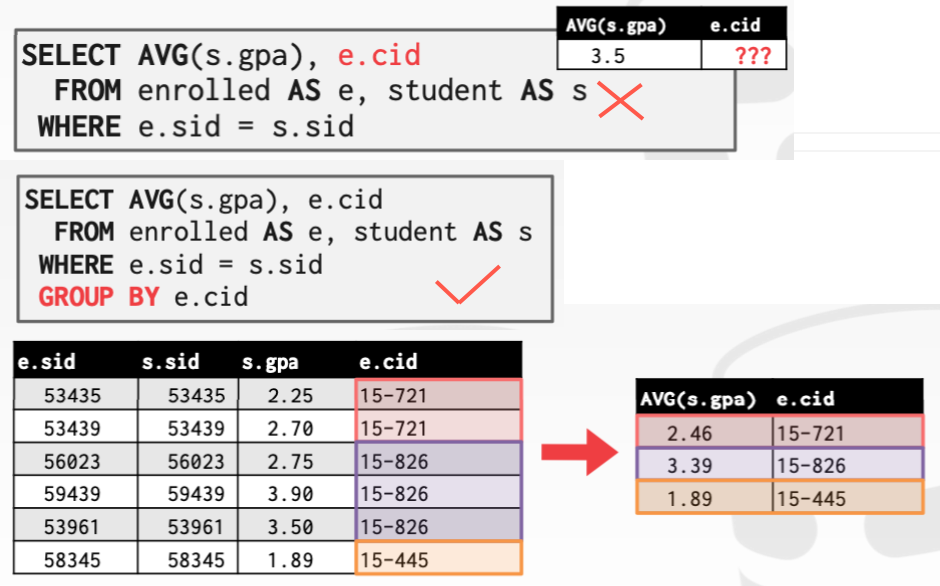 AVG(s.gpa) e.cid
3.5 ???
SELECT AVG(s.gpa), e.cid
FROM enrolled AS e, student AS s
WHERE e.sid = s.sid
SELECT AVG(s.gpa), e.cid
FROM enrolled AS e, student AS s
WHERE e.sid = s.sid
GROUP BY e.cid
e.sid s.sid s.gpa e.cid
53435 53435 2.25 15-721
53439 53439 2.70 15-721
56023 56023 2.75 15-826
59439 59439 3.90 15-826
53961 53961 3.50 15-826
58345 58345 1.89 15-445
AVG(s.gpa) e.cid
2.46 15-721
3.39 15-826
1.89 15-445